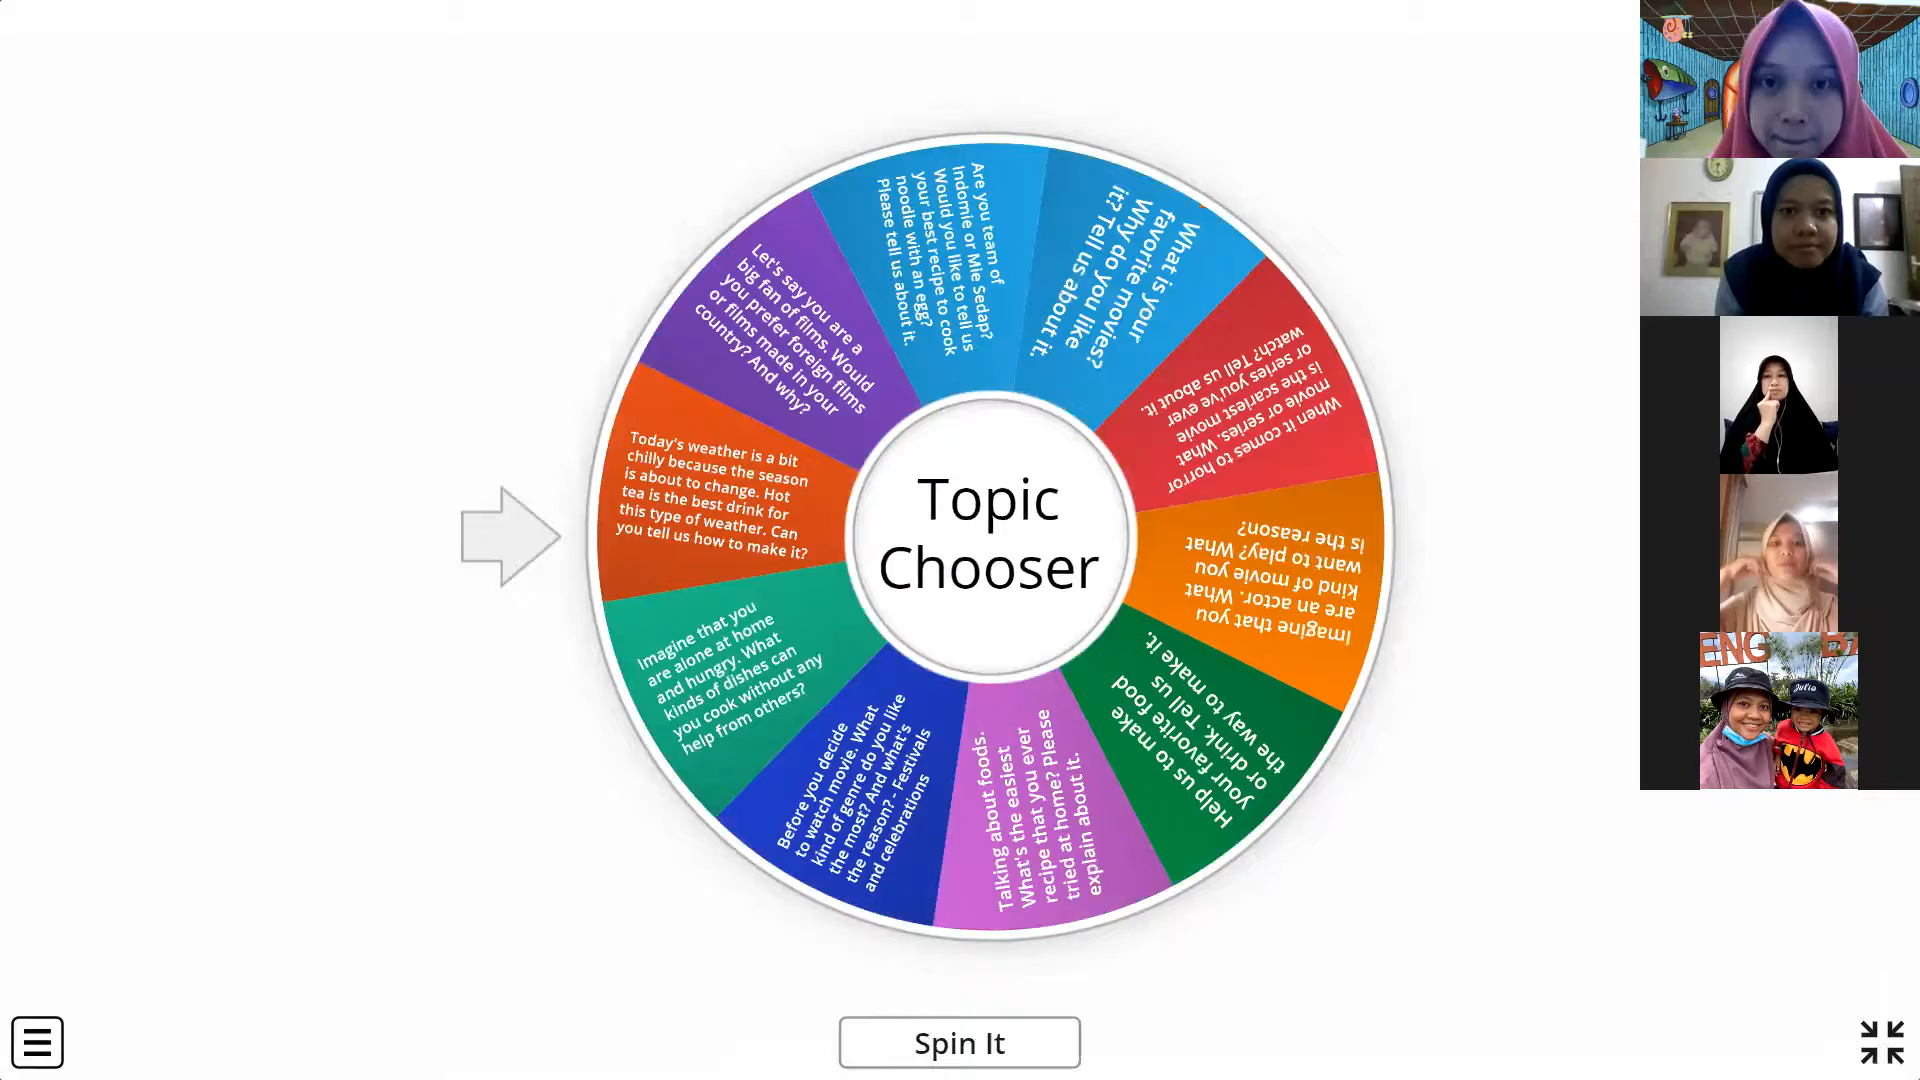 Are you team of
Indomie or Mie Sedap?
Would you like to tell us
your best recipe to cook
noodle with an egg?
Please tell us about it.
What is your
favorite movies?
Why do you like
it? Tell us about it.
When it comes to horror
movie or series. What
is the scariest movie
or series you've ever
watch? Tell us about it.
Imagine that you
are an actor. What
kind of movie you
want to play? What
is the reason?
Help us to make
your favorite food
or drink. Tell us
the way to make it.
Talking about foods.
What's the easiest
recipe that you ever
tried at home? Please
explain about it.
Before you decide
to watch movie. What
kind of genre do you like
the most? And what's
the reason? - Festivals
and celebrations
Imagine that you
are alone at home
and hungry. What
kinds of dishes can
you cook without any
help from others?
Today's weather is a bit
chilly because the season
is about to change. Hot
tea is the best drink for
this type of weather. Can
you tell us how to make it?
Let's say you are a
big fan of films. Would
you prefer foreign films
or films made in your
country? And why?
Topic
Chooser
Spin It
ENG
Julia